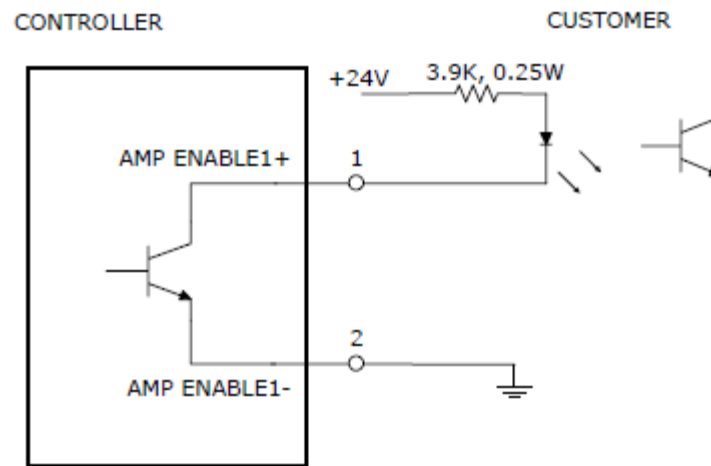 CONTROLLER
CUSTOMER
+24V
3.9K, 0.25W
AMP ENABLE1+
1
2
AMP ENABLE1-